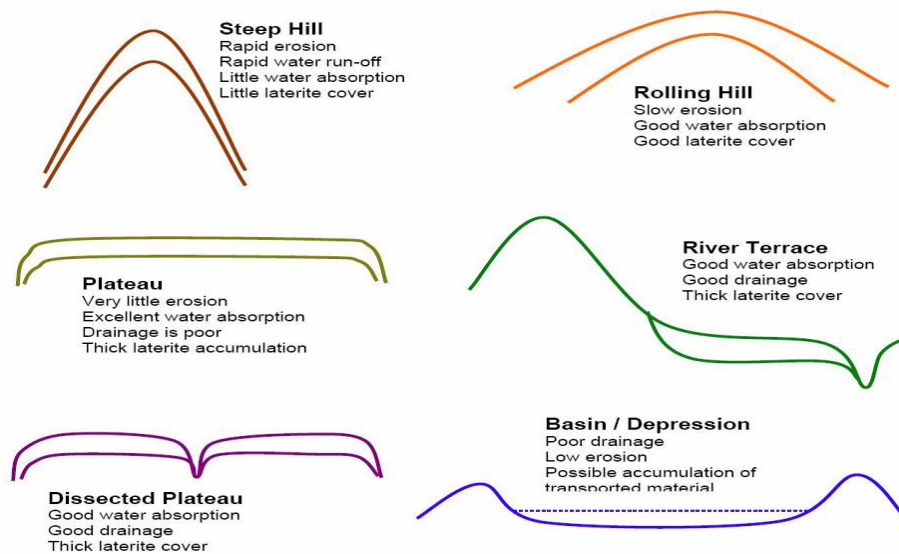 Steep Hill
Rapid erosion
Rapid water run-off
Little water absorption
Little laterite cover
Rolling Hill
Slow erosion
Good water absorption
Good laterite cover
Plateau
Very little erosion
Excellent water absorption
Drainage is poor
Thick laterite accumulation
River Terrace
Good water absorption
Good drainage
Thick laterite cover
Dissected Plateau
Good water absorption
Good drainage
Thick laterite cover
Basin / Depression
Poor drainage
Low erosion
Possible accumulation of
transported material